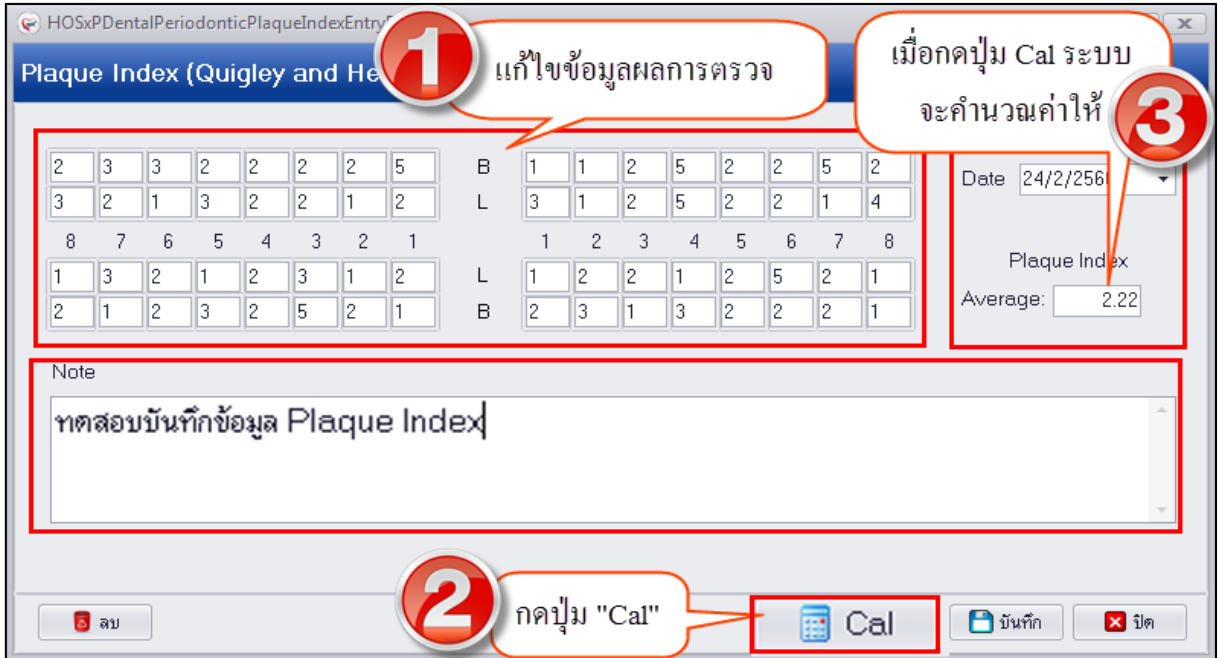 HOSxPDentalPeriodonticPlaqueIndexEntry
Plaque Index (Quigley and He
1
แก้ไขข้อมูลผลการตรวจ
เมื่อกดปุ่ม Cal ระบบ
จะคำนวณค่าให้
3
2 3 3 2 2 2 2 5 B 1 1 2 5 2 2 5 2
3 2 1 3 2 2 1 2 L 3 1 2 5 2 2 1 4
8 7 6 5 4 3 2 1 1 2 3 4 5 6 7 8
1 3 2 1 2 3 1 2 L 1 2 2 1 2 5 2 1
2 1 2 3 2 5 2 1 B 2 3 1 3 2 2 2 1
Date 24/2/256
Plaque Index
Average: 2.22
Note
ทดสอบบันทึกข้อมูล Plaque Index
2
กดปุ่ม "Cal"
ลบ
Cal
บันทึก
ปิด